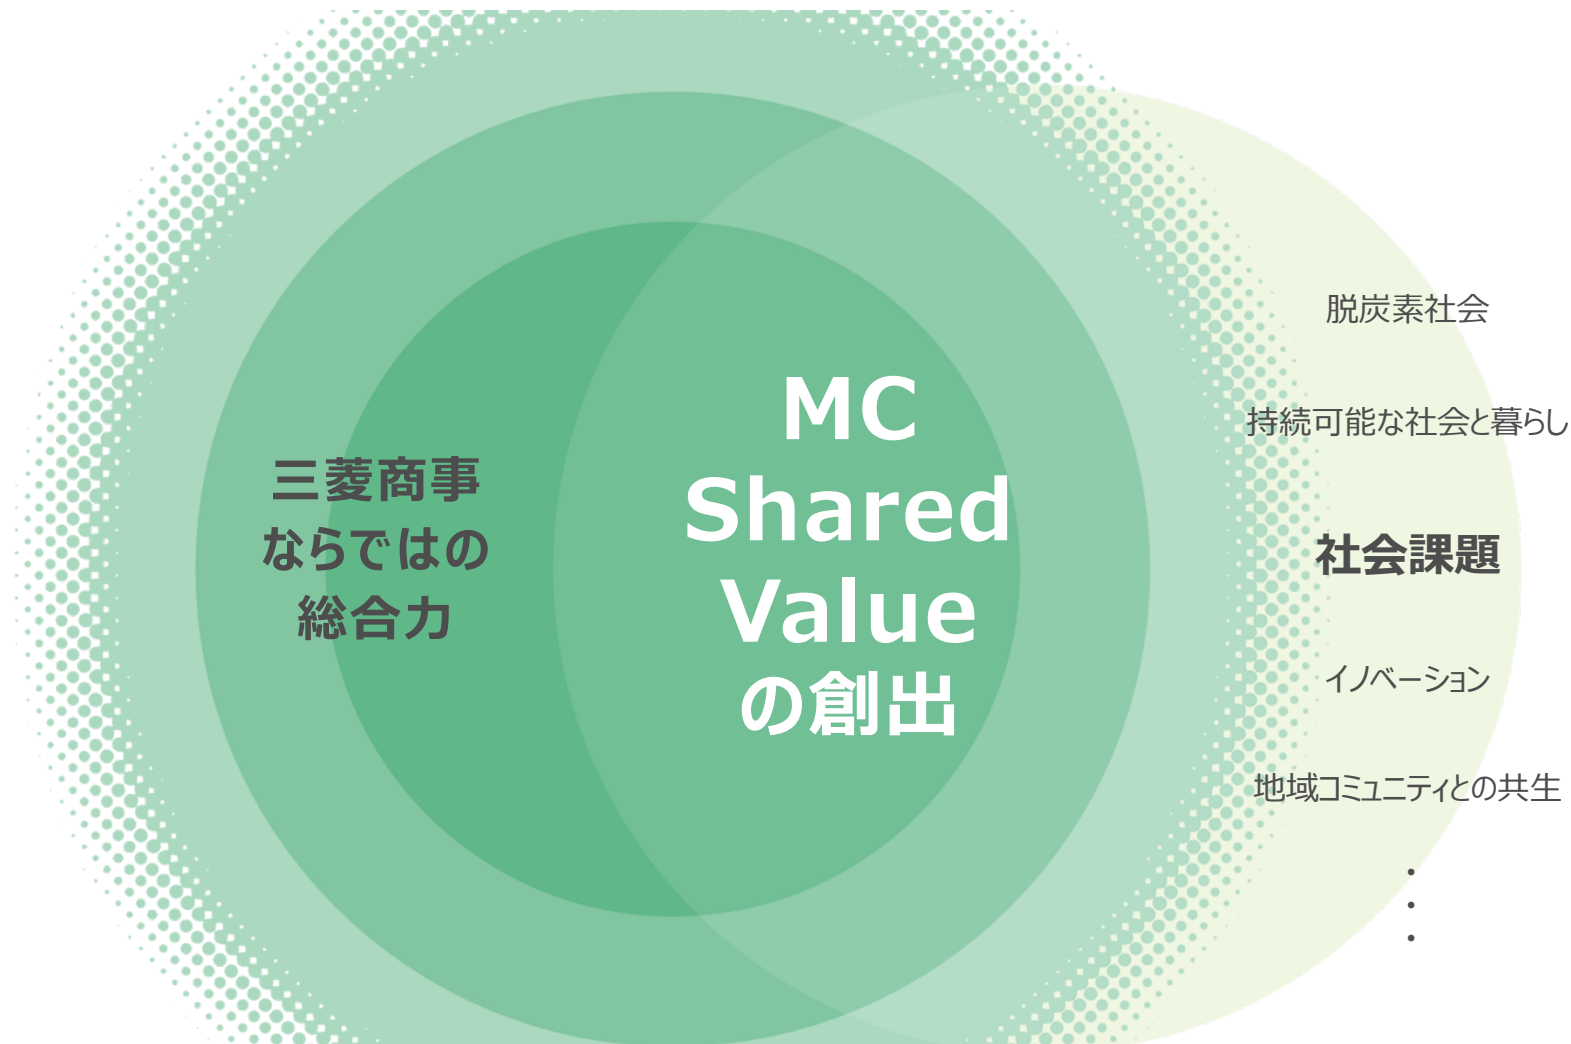 三菱商事
ならではの
総合力
MC
Shared
Value
の創出
脱炭素社会
持続可能な社会と暮らし
社会課題
イノベーション
地域コミュニティとの共生
・
・
・